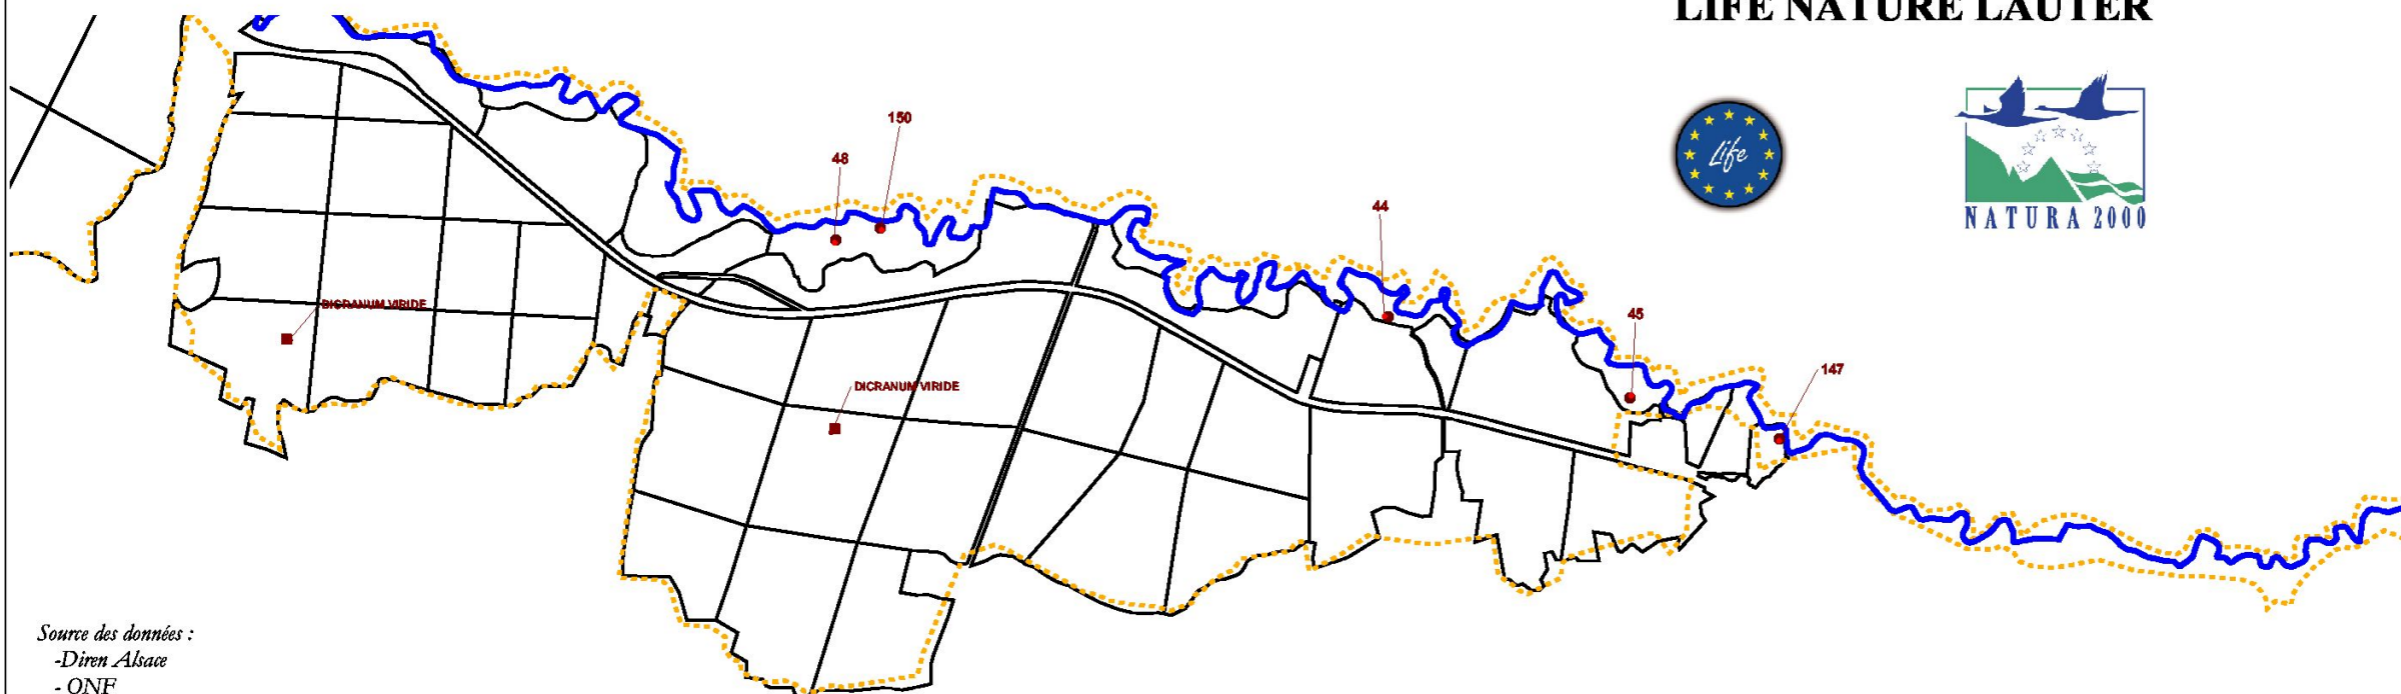 LIFE NATURE LAUTER
Life
NATURA 2000
150
48
44
45
147
DICRANUM VIRIDE
DICRANUM VIRIDE
Source des données :
-Diren Alsace
- ONF